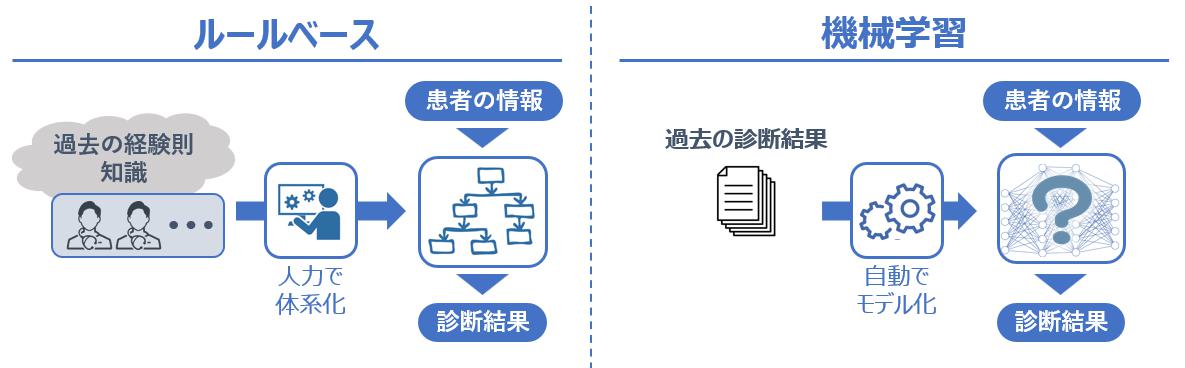 ルールベース
過去の経験則
知識
人力で
体系化
患者の情報
診断結果
機械学習
過去の診断結果
自動で
モデル化
患者の情報
?
診断結果